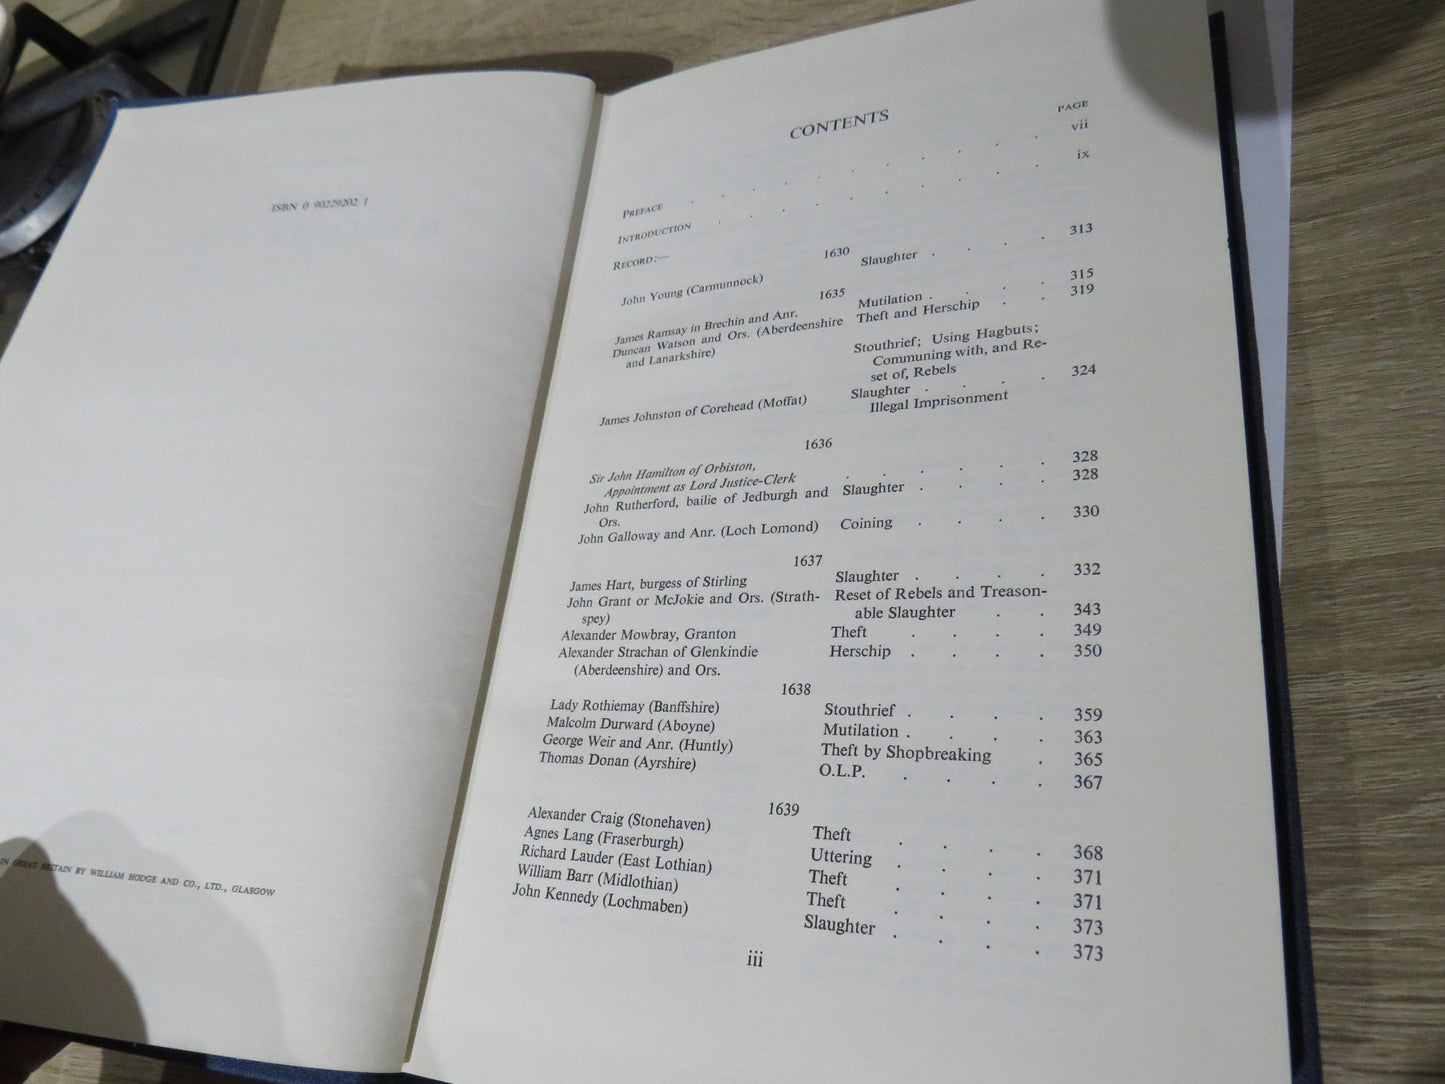 ISBN 0 90229202 1
IN GREAT BRITAIN BY WILLIAM HODGE AND CO., LTD., GLASGOW
CONTENTS
PAGE
PREFACE . . . . . . . . . . vii
INTRODUCTION . . . . . . . . . ix
RECORD:—
1630
John Young (Carmunnock) Slaughter . . . . 313
1635
James Ramsay in Brechin and Anr. Mutilation . . . . 315
Duncan Watson and Ors. (Aberdeenshire Theft and Herschip . . 319
and Lanarkshire)
Stouthrief; Using Hagbuts;
Communing with, and Re-
set of, Rebels
James Johnston of Corehead (Moffat) Slaughter . . . . 324
Illegal Imprisonment
1636
Sir John Hamilton of Orbiston,
Appointment as Lord Justice-Clerk . . . . . . 328
John Rutherford, bailie of Jedburgh and Slaughter . . . . 328
Ors.
John Galloway and Anr. (Loch Lomond) Coining . . . . 330
1637
James Hart, burgess of Stirling Slaughter . . . . 332
John Grant or McJokie and Ors. (Strath- Reset of Rebels and Treason-
spey) able Slaughter . . 343
Alexander Mowbray, Granton Theft . . . . 349
Alexander Strachan of Glenkindie Herschip . . . . 350
(Aberdeenshire) and Ors.
1638
Lady Rothiemay (Banffshire) Stouthrief . . . . 359
Malcolm Durward (Aboyne) Mutilation . . . . 363
George Weir and Anr. (Huntly) Theft by Shopbreaking . 365
Thomas Donan (Ayrshire) O.L.P. . . . . 367
1639
Alexander Craig (Stonehaven) Theft . . . . 368
Agnes Lang (Fraserburgh) Uttering . . . . 371
Richard Lauder (East Lothian) Theft . . . . 371
William Barr (Midlothian) Theft . . . . 373
John Kennedy (Lochmaben) Slaughter . . . . 373
iii